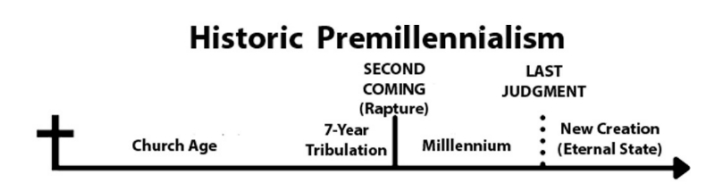 Historic Premillennialism
SECOND
COMING
(Rapture)
LAST
JUDGMENT
Church Age
7-Year
Tribulation
Milllennium
New Creation
(Eternal State)